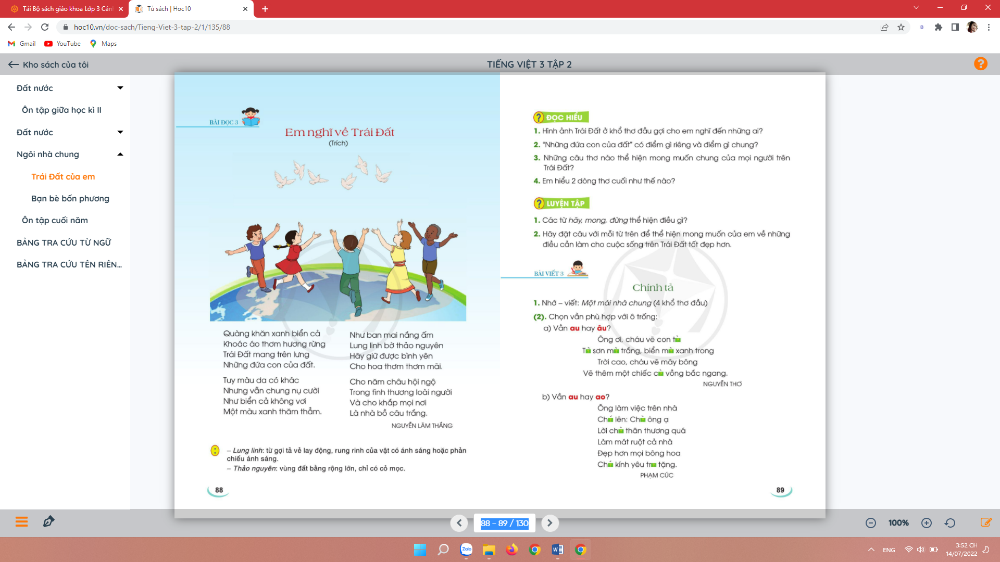 Tải Bộ sách giáo khoa Lớp 3 Cán
Tủ sách | Hoc10
hoc10.vn/doc-sach/Tieng-Viet-3-tap-2/1/135/88
B
Gmail
YouTube
Maps
Kho sách của tôi
TIẾNG VIỆT 3 TẬP 2
?
Đất nước
Ôn tập giữa học kì II
Đất nước
Ngôi nhà chung
Trái Đất của em
Bạn bè bốn phương
Ôn tập cuối năm
BẢNG TRA CỨU TỪ NGỮ
BẢNG TRA CỨU TÊN RIÊN...
BÀI ĐỌC 3
Em nghĩ về Trái Đất
(Trích)
Quàng khăn xanh biển cả
Khoác áo thơm hương rừng
Trái Đất mang trên lưng
Những đứa con của đất.
Tuy màu da có khác
Nhưng vẫn chung nụ cười
Như biển cả không vơi
Một màu xanh thăm thẳm.
Như ban mai nắng ấm
Lung linh bờ thảo nguyên
Hãy giữ được bình yên
Cho hoa thơm thơm mãi.
Cho năm châu hội ngộ
Trong tình thương loài người
Và cho khắp mọi nơi
Là nhà bồ câu trắng.
NGUYỄN LÃM THẮNG
– Lung linh: từ gợi tả vẻ lay động, rung rinh của vật có ánh sáng hoặc phản
chiếu ánh sáng.
– Thảo nguyên: vùng đất bằng rộng lớn, chỉ có cỏ mọc.
88
? ĐỌC HIỂU
1. Hình ảnh Trái Đất ở khổ thơ đầu gợi cho em nghĩ đến những ai?
2. “Những đứa con của đất” có điểm gì riêng và điểm gì chung?
3. Những câu thơ nào thể hiện mong muốn chung của mọi người trên
Trái Đất?
4. Em hiểu 2 dòng thơ cuối như thế nào?
? LUYỆN TẬP
1. Các từ hãy, mong, đừng thể hiện điều gì?
2. Hãy đặt câu với mỗi từ trên để thể hiện mong muốn của em về những
điều cần làm cho cuộc sống trên Trái Đất tốt đẹp hơn.
BÀI VIẾT 3
Chính tả
1. Nhớ – viết: Một mái nhà chung (4 khổ thơ đầu)
(2). Chọn vần phù hợp với ô trống:
a) Vần au hay âu?
Ông ơi, cháu vẽ con t?̀
T?̀ sơn m?̀ trắng, biển m?̀ xanh trong
Trời cao, cháu vẽ mây bông
Vẽ thêm một chiếc c?̀ vồng bắc ngang.
NGUYỄN THƠ
b) Vần au hay ao?
Ông làm việc trên nhà
Ch?́ lên: Ch?̀ ông ạ
Lời ch?̀ thân thương quá
Làm mát ruột cả nhà
Đẹp hơn mọi bông hoa
Ch?́ kính yêu tr? tặng.
PHẠM CÚC
89
88 – 89 / 130
100%
Zalo
W
ENG
3:52 CH
14/07/2022